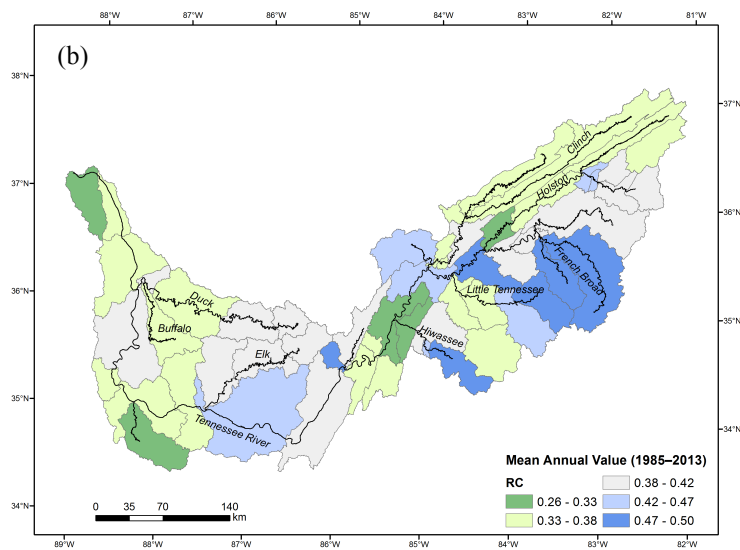 88°W 87°W 86°W 85°W 84°W 83°W 82°W 81°W
(b)
38°N
37°N
37°N
36°N
36°N
35°N
35°N
34°N
34°N
Clinch
Holston
French Broad
Little Tennessee
Hiwassee
Duck
Buffalo
Elk
Tennessee River
Mean Annual Value (1985–2013)
RC
0.26 - 0.33
0.33 - 0.38
0.38 - 0.42
0.42 - 0.47
0.47 - 0.50
0 35 70 140
km
89°W 88°W 87°W 86°W 85°W 84°W 83°W 82°W